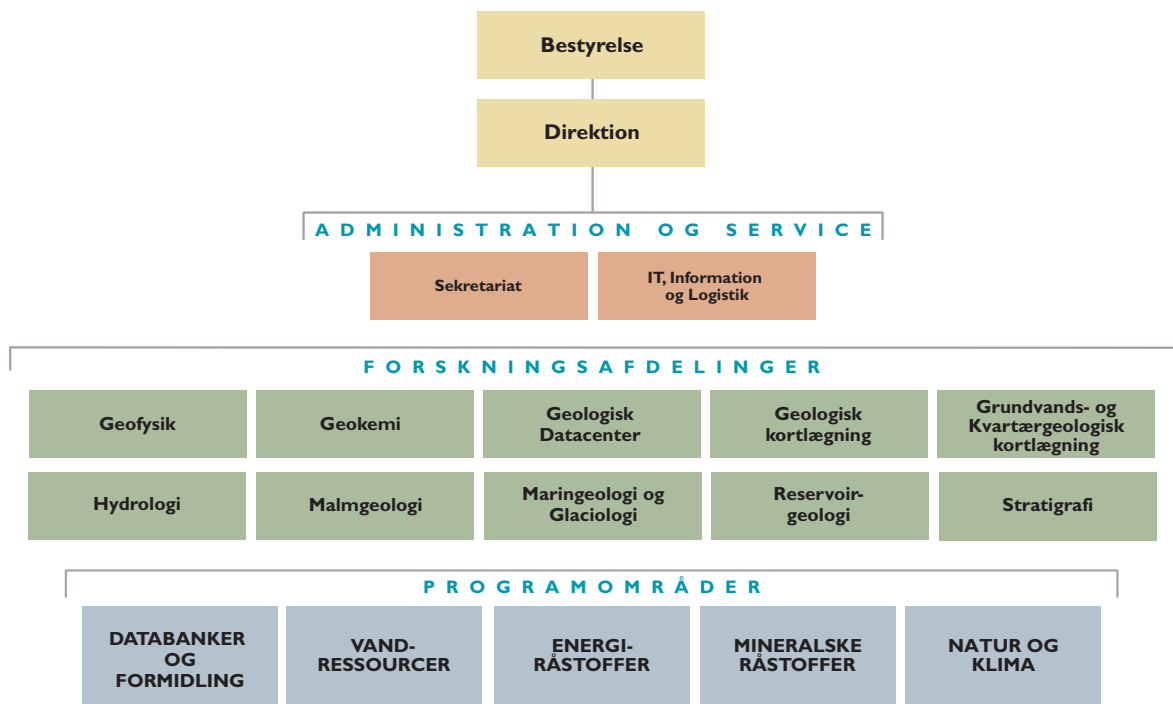 Bestyrelse
Direktion
ADMINISTRATION OG SERVICE
Sekretariat
IT, Information
og Logistik
FORSKNINGSAFDELINGER
Geofysik
Geokemi
Geologisk
Datacenter
Geologisk
kortlægning
Grundvands- og
Kvartærgeologisk
kortlægning
Hydrologi
Malmgeologi
Maringeologi og
Glaciologi
Reservoir-
geologi
Stratigrafi
PROGRAMOMRÅDER
DATABANKER
OG
FORMIDLING
VAND-
RESSOURCER
ENERGI-
RÅSTOFFER
MINERALSKE
RÅSTOFFER
NATUR OG
KLIMA